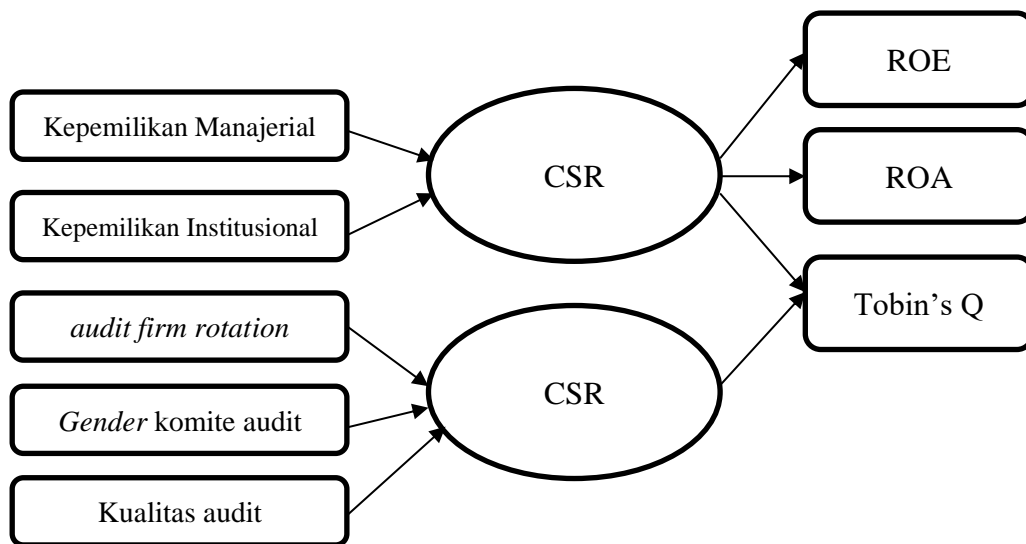 Kepemilikan Manajerial
Kepemilikan Institusional
audit firm rotation
Gender komite audit
Kualitas audit
CSR
CSR
ROE
ROA
Tobin’s Q